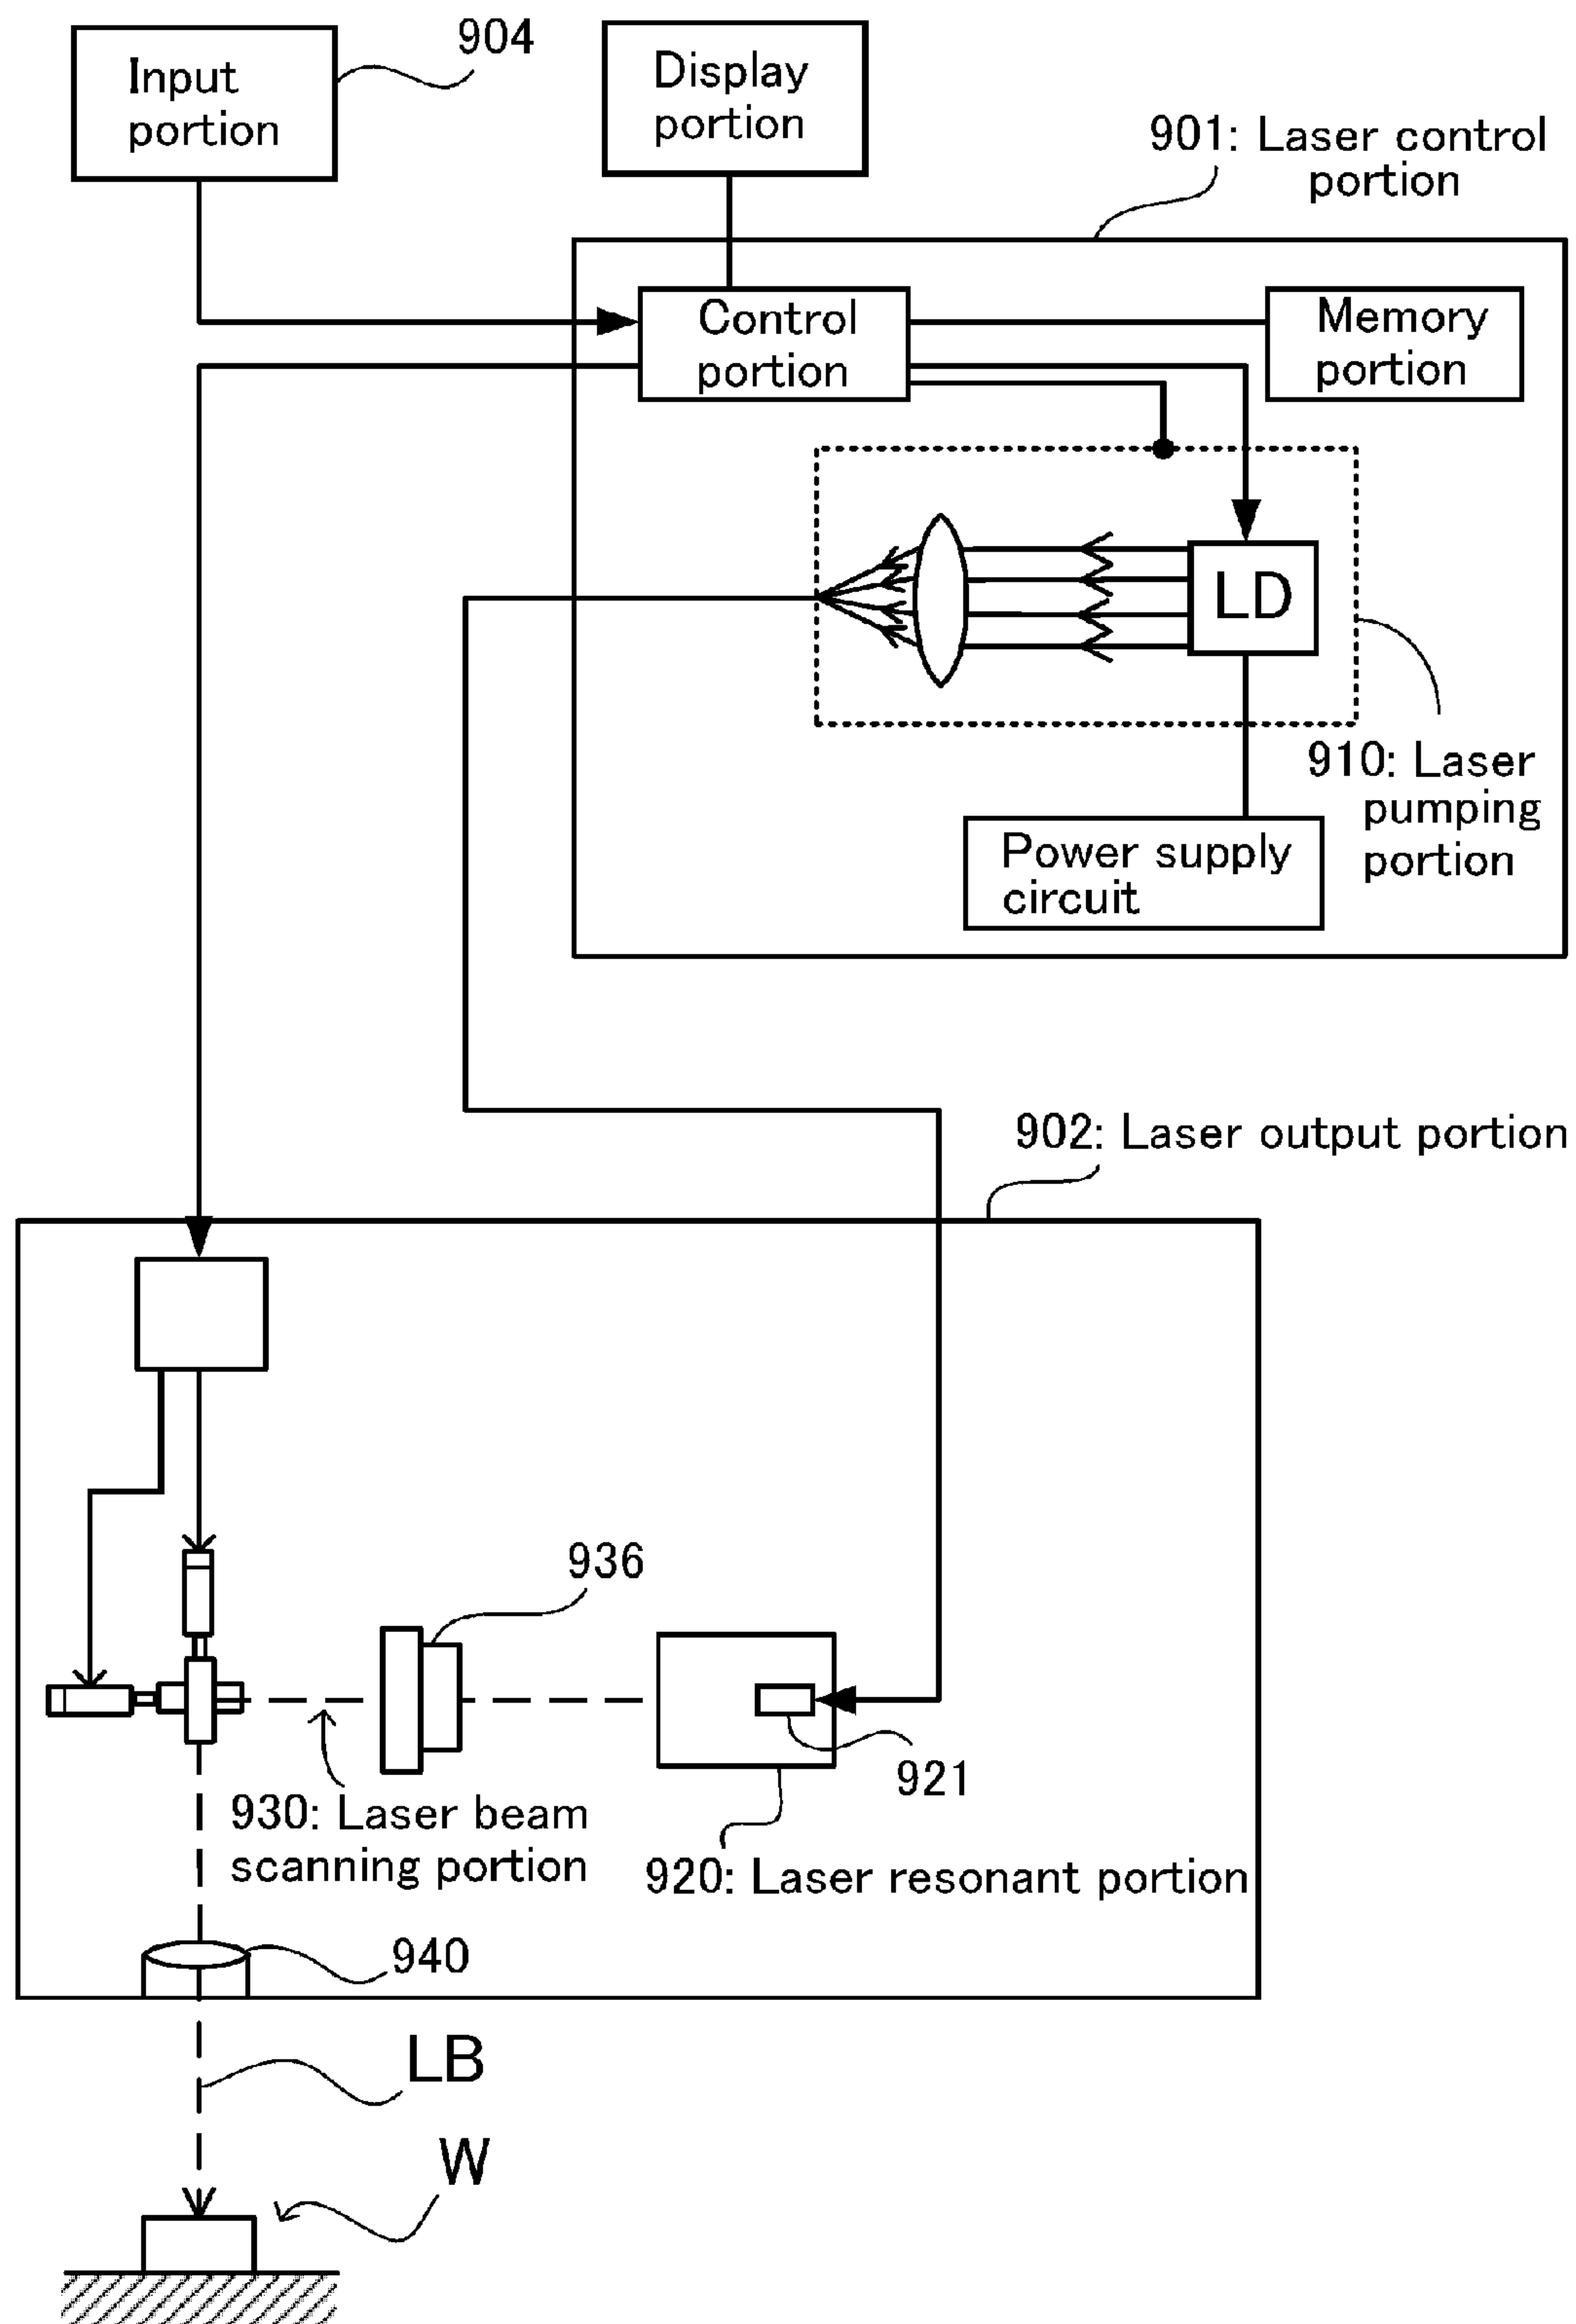 Input
portion
904
Display
portion
901: Laser control
portion
Control
portion
Memory
portion
LD
910: Laser
pumping
portion
Power supply
circuit
902: Laser output portion
936
921
930: Laser beam
scanning portion
920: Laser resonant portion
940
LB
W